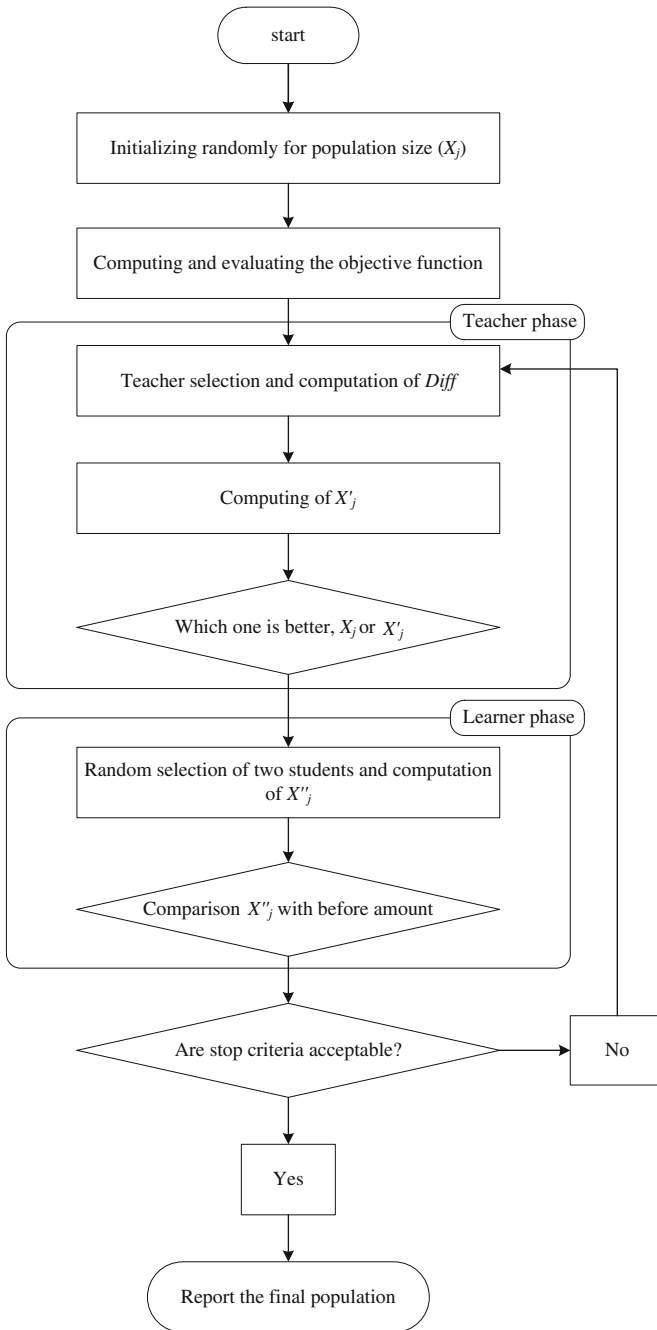 start
Initializing randomly for population size (Xj)
Computing and evaluating the objective function
Teacher phase
Teacher selection and computation of Diff
Computing of X'j
Which one is better, Xj or X'j
Learner phase
Random selection of two students and computation
of X''j
Comparison X''j with before amount
Are stop criteria acceptable?
No
Yes
Report the final population